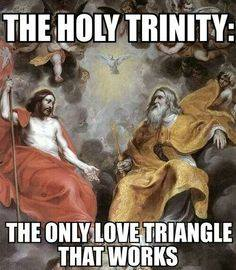 THE HOLY TRINITY:
THE ONLY LOVE TRIANGLE
THAT WORKS